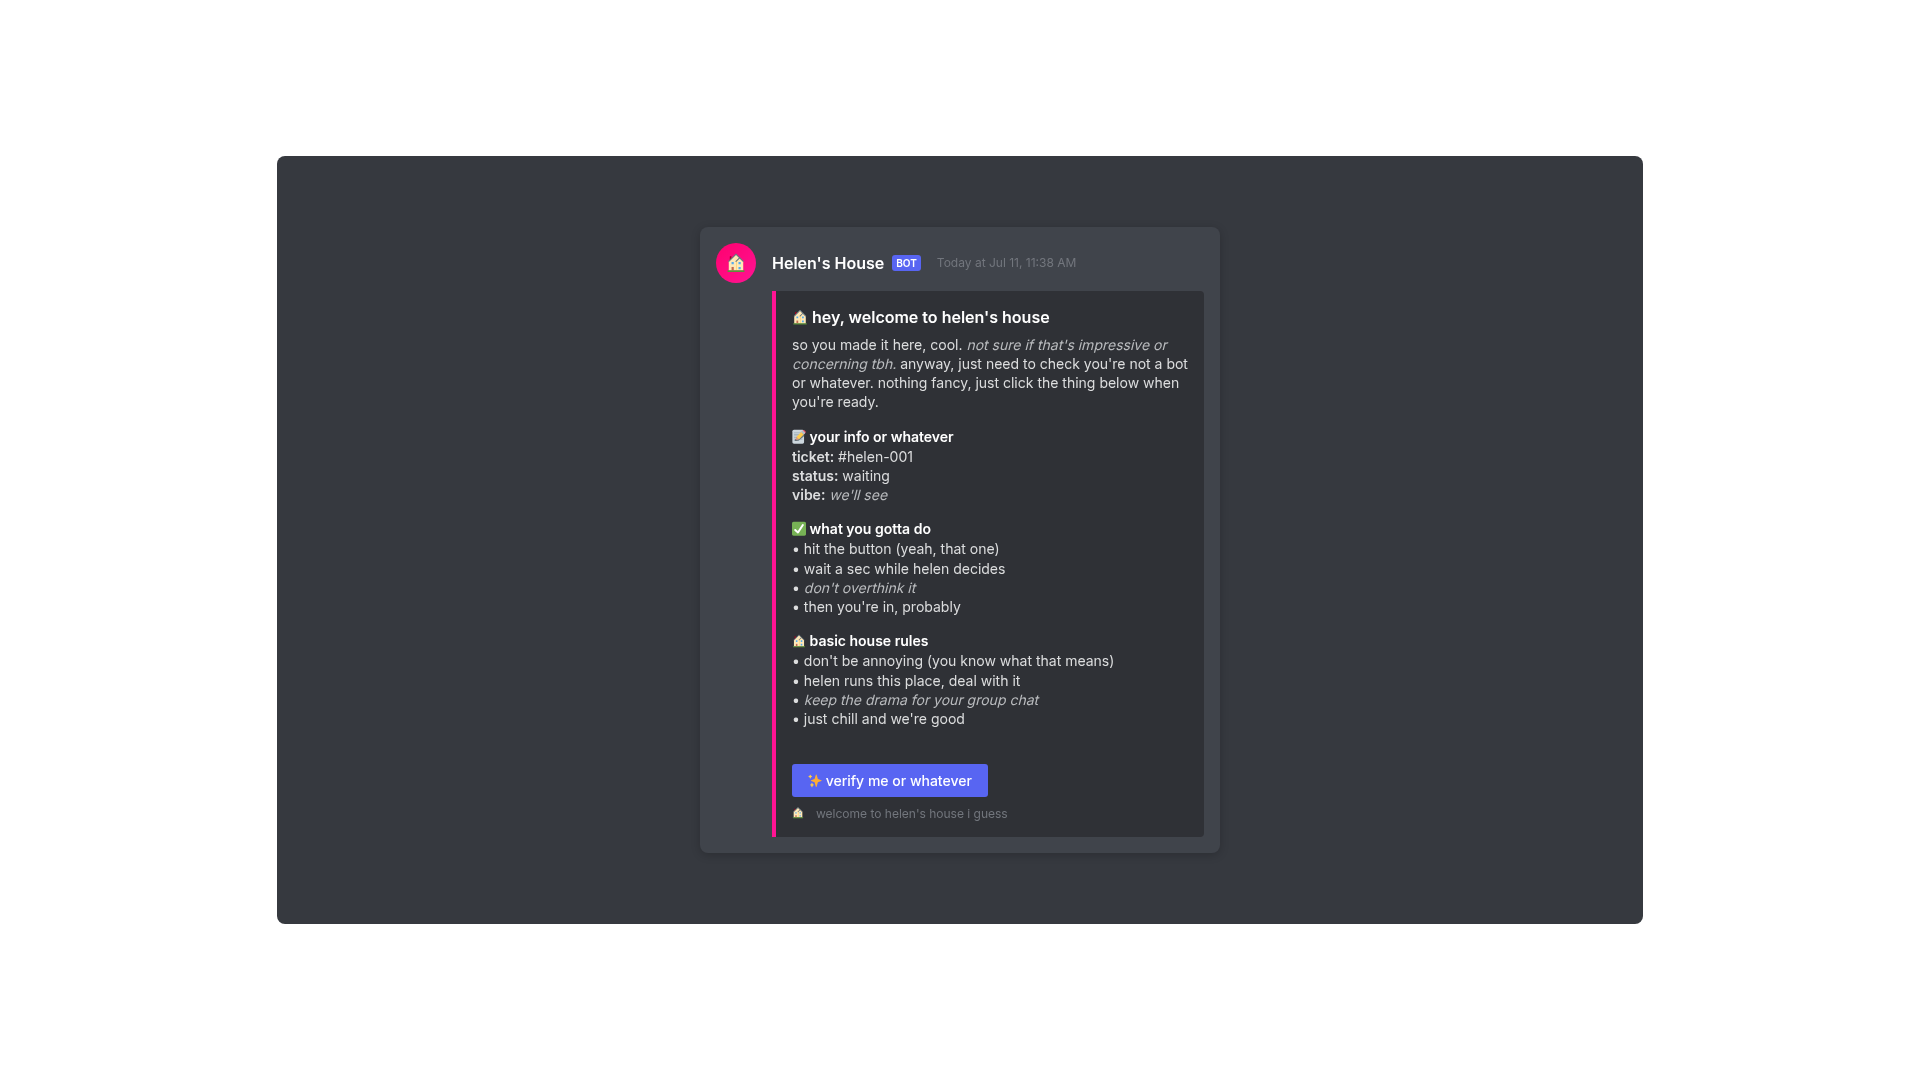 Helen's House BOT Today at Jul 11, 11:38 AM
🏠 hey, welcome to helen's house
so you made it here, cool. not sure if that's impressive or
concerning tbh. anyway, just need to check you're not a bot
or whatever. nothing fancy, just click the thing below when
you're ready.
📝 your info or whatever
ticket: #helen-001
status: waiting
vibe: we'll see
✅ what you gotta do
• hit the button (yeah, that one)
• wait a sec while helen decides
• don't overthink it
• then you're in, probably
🏠 basic house rules
• don't be annoying (you know what that means)
• helen runs this place, deal with it
• keep the drama for your group chat
• just chill and we're good
✨ verify me or whatever
🏠 welcome to helen's house i guess